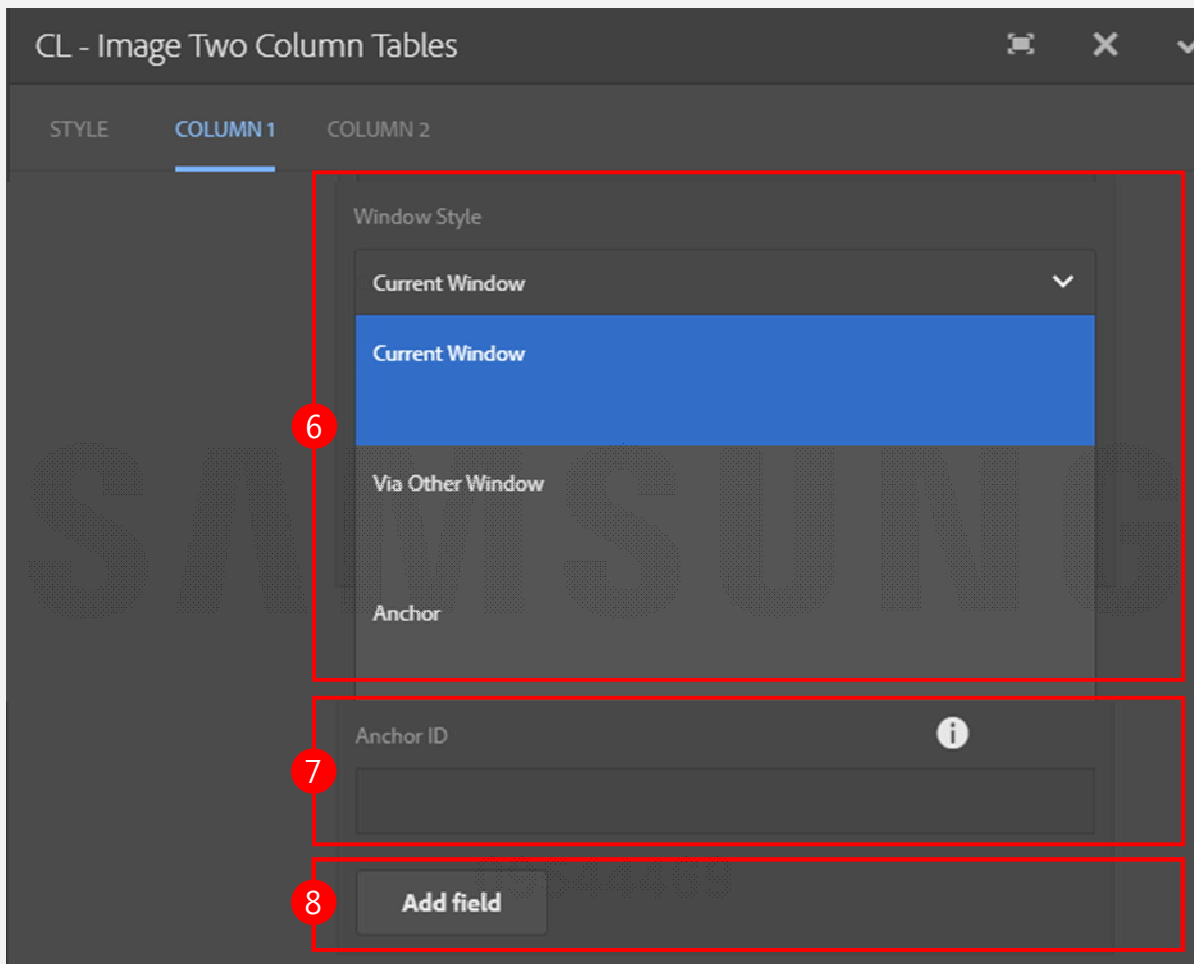 CL - Image Two Column Tables
STYLE COLUMN 1 COLUMN 2
Window Style
Current Window
Current Window
6
Via Other Window
SAMSUNG
Anchor
Anchor ID
7
8
Add field